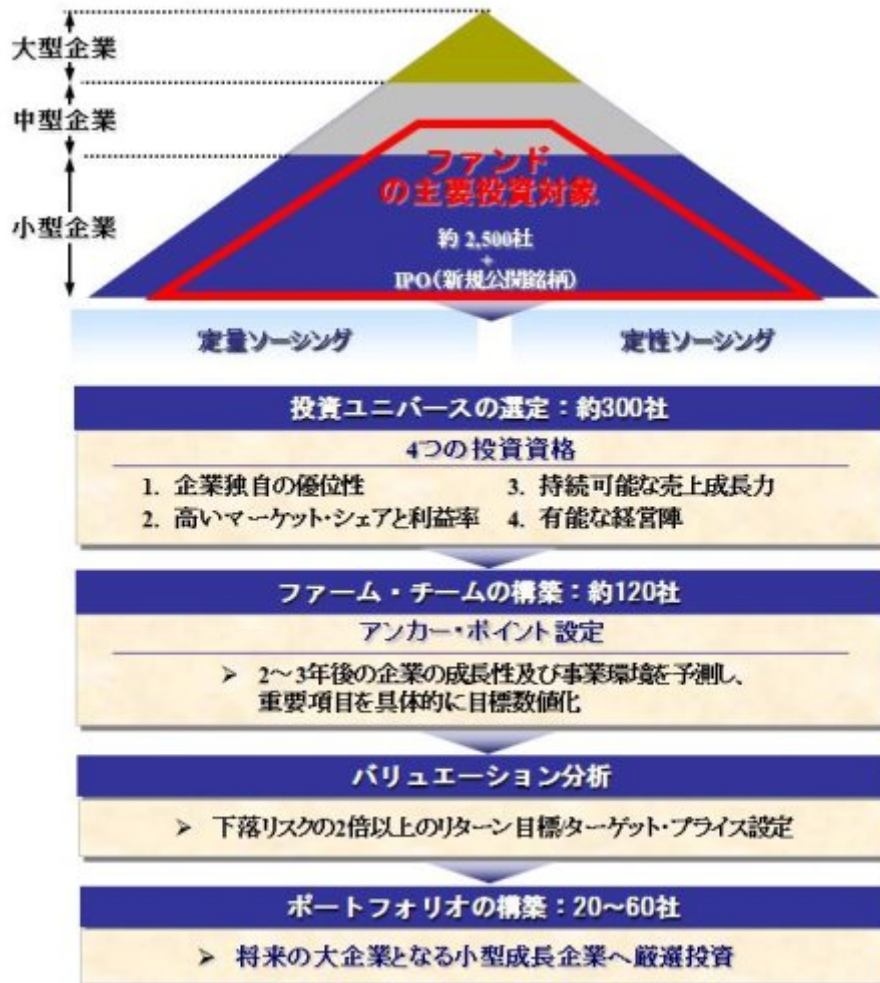 大型企業
中型企業
小型企業
ファンド
の主要投資対象
約 2,500社
+
IPO(新規公開銘柄)
定量ソーシング
定性ソーシング
投資ユニバースの選定：約300社
4つの投資資格
1. 企業独自の優位性
2. 高いマーケット・シェアと利益率
3. 持続可能な売上成長力
4. 有能な経営陣
ファーム・チームの構築：約120社
アンカー・ポイント設定
➢ 2～3年後の企業の成長性及び事業環境を予測し、
重要項目を具体的に目標数値化
バリュエーション分析
➢ 下落リスクの2倍以上のリターン目標/ターゲット・プライス設定
ポートフォリオの構築：20～60社
➢ 将来の大企業となる小型成長企業へ厳選投資